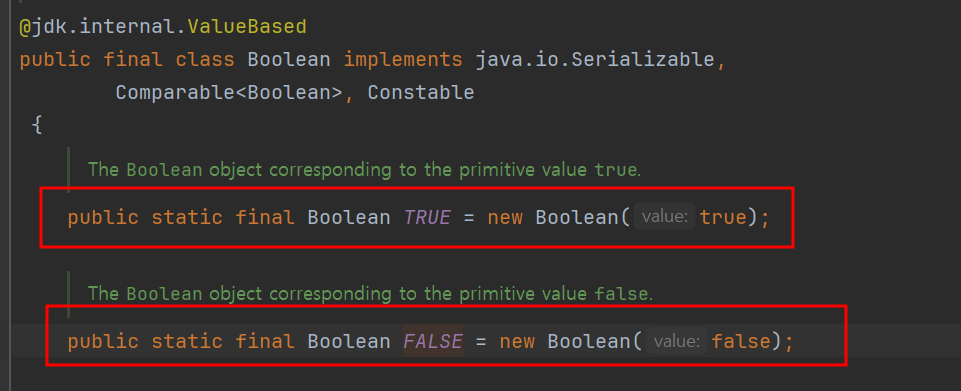 @jdk.internal.ValueBased
public final class Boolean implements java.io.Serializable,
Comparable<Boolean>, Constable
{
The Boolean object corresponding to the primitive value true.
public static final Boolean TRUE = new Boolean( value: true);
The Boolean object corresponding to the primitive value false.
public static final Boolean FALSE = new Boolean( value: false);